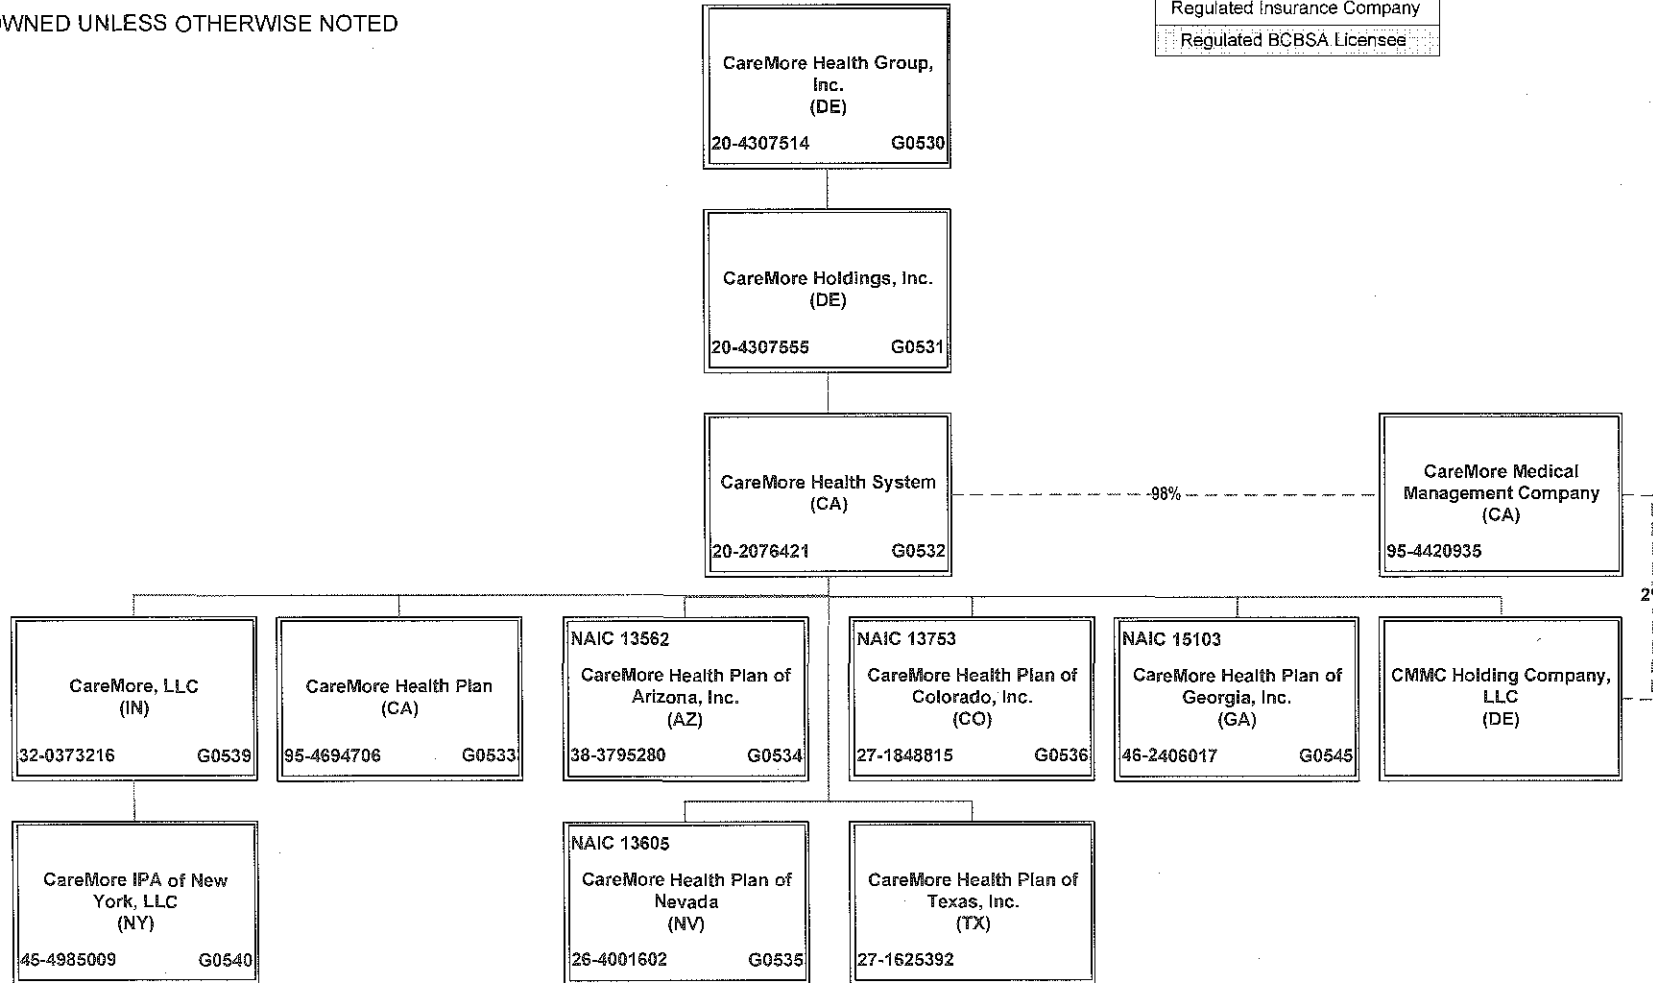 OWNED UNLESS OTHERWISE NOTED
Regulated Insurance Company
Regulated BCBSA Licensee
CareMore Health Group,
Inc.
(DE)
20-4307514 G0530
CareMore Holdings, Inc.
(DE)
20-4307555 G0531
CareMore Health System
(CA)
20-2076421 G0532
98%
CareMore Medical
Management Company
(CA)
95-4420935
2%
CareMore, LLC
(IN)
32-0373216 G0539
CareMore Health Plan
(CA)
95-4694706 G0533
NAIC 13562
CareMore Health Plan of
Arizona, Inc.
(AZ)
38-3795280 G0534
NAIC 13753
CareMore Health Plan of
Colorado, Inc.
(CO)
27-1848815 G0536
NAIC 15103
CareMore Health Plan of
Georgia, Inc.
(GA)
46-2406017 G0545
CMMC Holding Company,
LLC
(DE)
CareMore IPA of New
York, LLC
(NY)
45-4985009 G0540
NAIC 13605
CareMore Health Plan of
Nevada
(NV)
26-4001602 G0535
CareMore Health Plan of
Texas, Inc.
(TX)
27-1625392